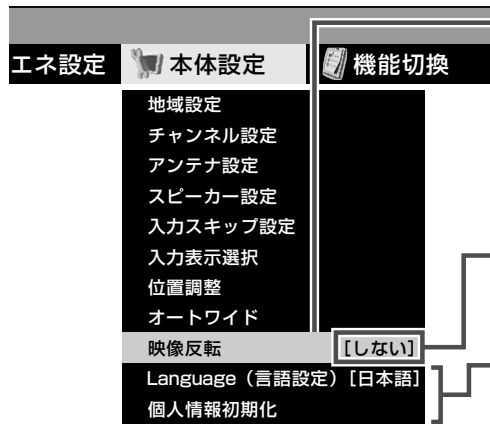 エネ設定 本体設定 機能切換
地域設定
チャンネル設定
アンテナ設定
スピーカー設定
入力スキップ設定
入力表示選択
位置調整
オートワイド
映像反転 [しない]
Language（言語設定）[日本語]
個人情報初期化